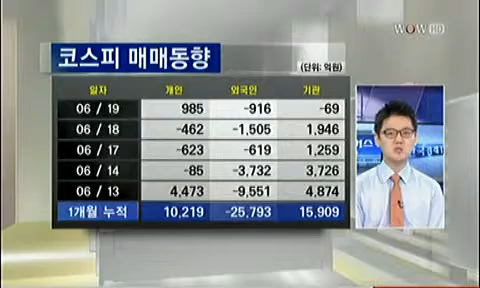 WOW HD
코스피 매매동향
(단위: 억원)
일자 개인 외국인 기관
06 / 19 985 -916 -69
06 / 18 -462 -1,505 1,946
06 / 17 -623 -619 1,259
06 / 14 -85 -3,732 3,726
06 / 13 4,473 -9,551 4,874
1개월 누적 10,219 -25,793 15,909